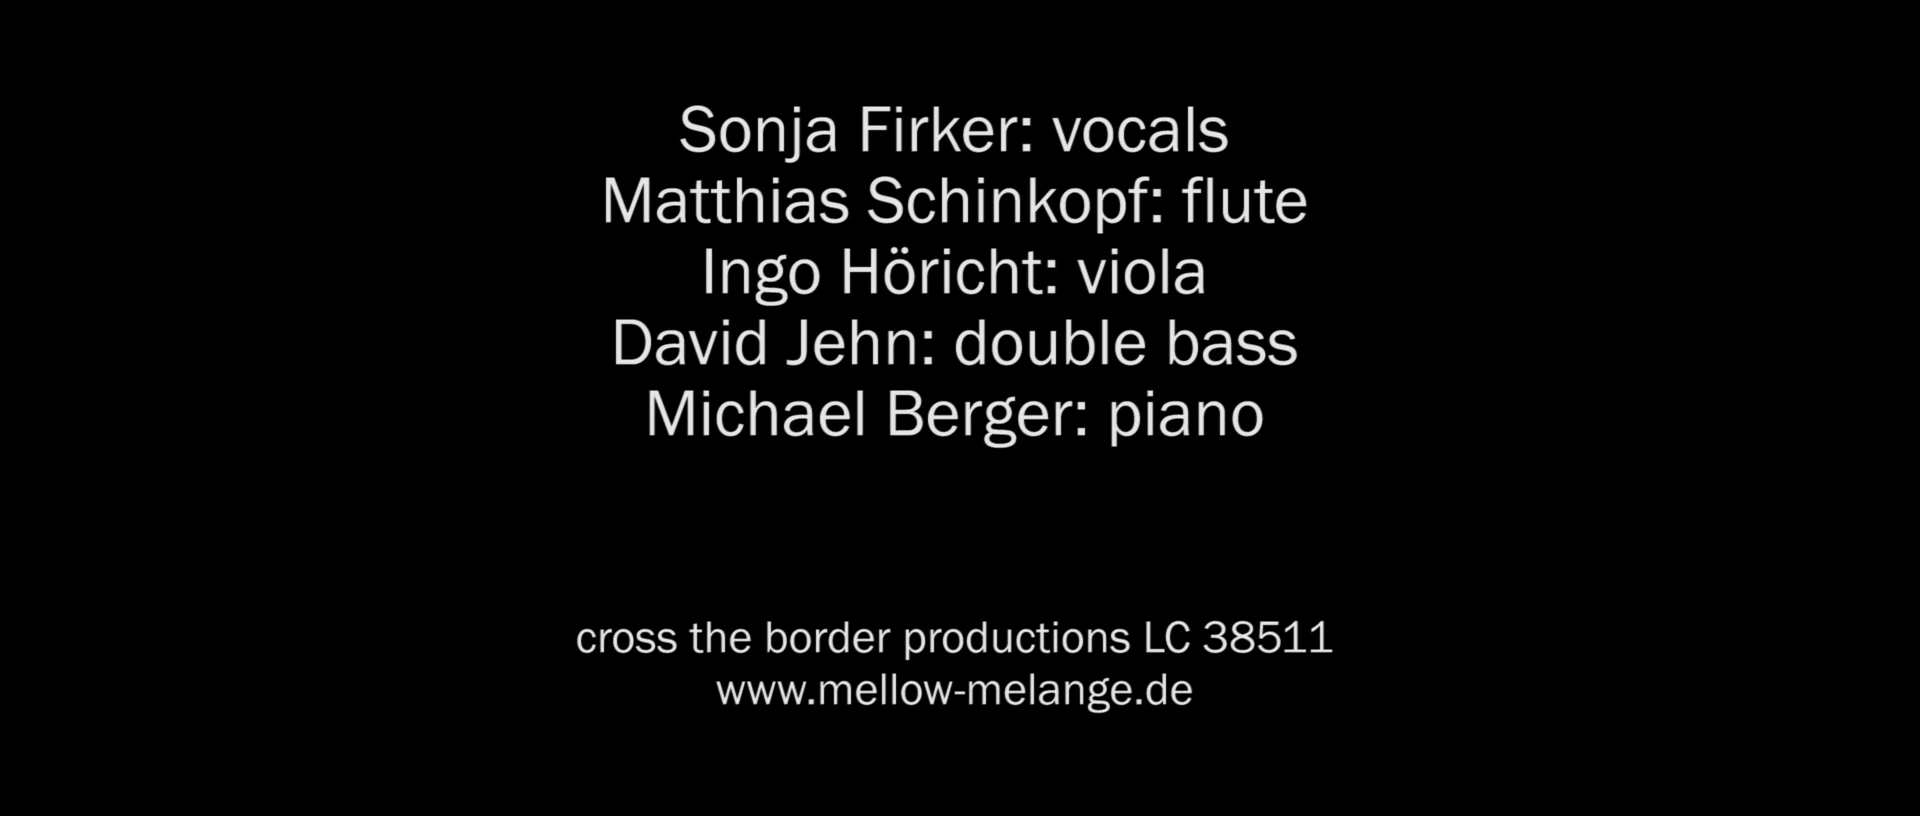 Sonja Firker: vocals
Matthias Schinkopf: flute
Ingo Höricht: viola
David Jehn: double bass
Michael Berger: piano
cross the border productions LC 38511
www.mellow-melange.de